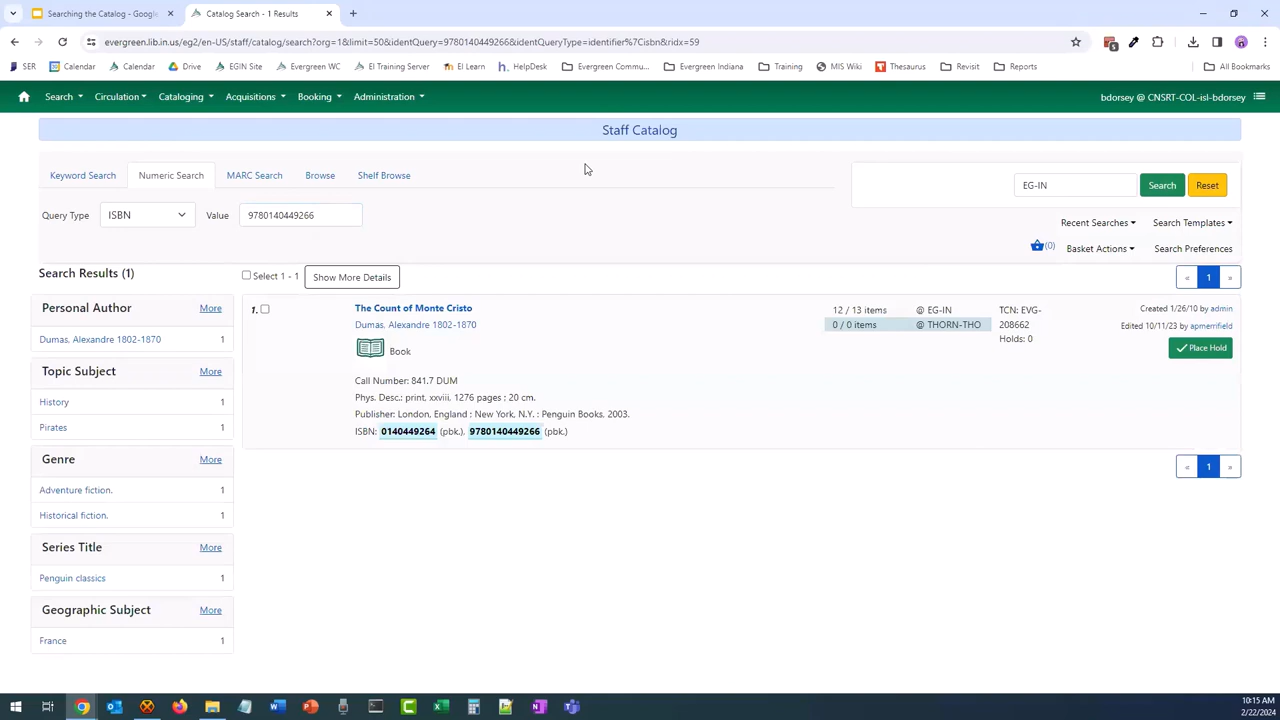 Searching the Catalog - Google
Catalog Search - 1 Results
evergreen.lib.in.us/eg2/en-US/staff/catalog/search?org=1&limit=50&identQuery=9780140449266&identQueryType=identifier%7Cisbn&ridx=59
SER Calendar Calendar Drive EGIN Site Evergreen WC EI Training Server EI Learn HelpDesk Evergreen Commu... Evergreen Indiana Training MIS Wiki Thesaurus Revisit Reports All Bookmarks
Search Circulation Cataloging Acquisitions Booking Administration bdorsey @ CNSRT-COL-isl-bdorsey
Staff Catalog
Keyword Search Numeric Search MARC Search Browse Shelf Browse
EG-IN Search Reset
Query Type ISBN Value 9780140449266
Recent Searches Search Templates
(0) Basket Actions Search Preferences
Search Results (1)
Select 1 - 1 Show More Details
« 1 »
Personal Author More
Dumas, Alexandre 1802-1870 1
Topic Subject More
History 1
Pirates 1
Genre More
Adventure fiction. 1
Historical fiction. 1
Series Title More
Penguin classics 1
Geographic Subject More
France 1
1. The Count of Monte Cristo
Dumas, Alexandre 1802-1870
Book
Call Number: 841.7 DUM
Phys. Desc.: print, xxviii, 1276 pages ; 20 cm.
Publisher: London, England : New York, N.Y. : Penguin Books, 2003.
ISBN: 0140449264 (pbk.), 9780140449266 (pbk.)
12 / 13 items @ EG-IN
0 / 0 items @ THORN-THO
TCN: EVG-
208662
Holds: 0
Created 1/26/10 by admin
Edited 10/11/23 by apmerrifield
Place Hold
« 1 »
10:15 AM
2/22/2024